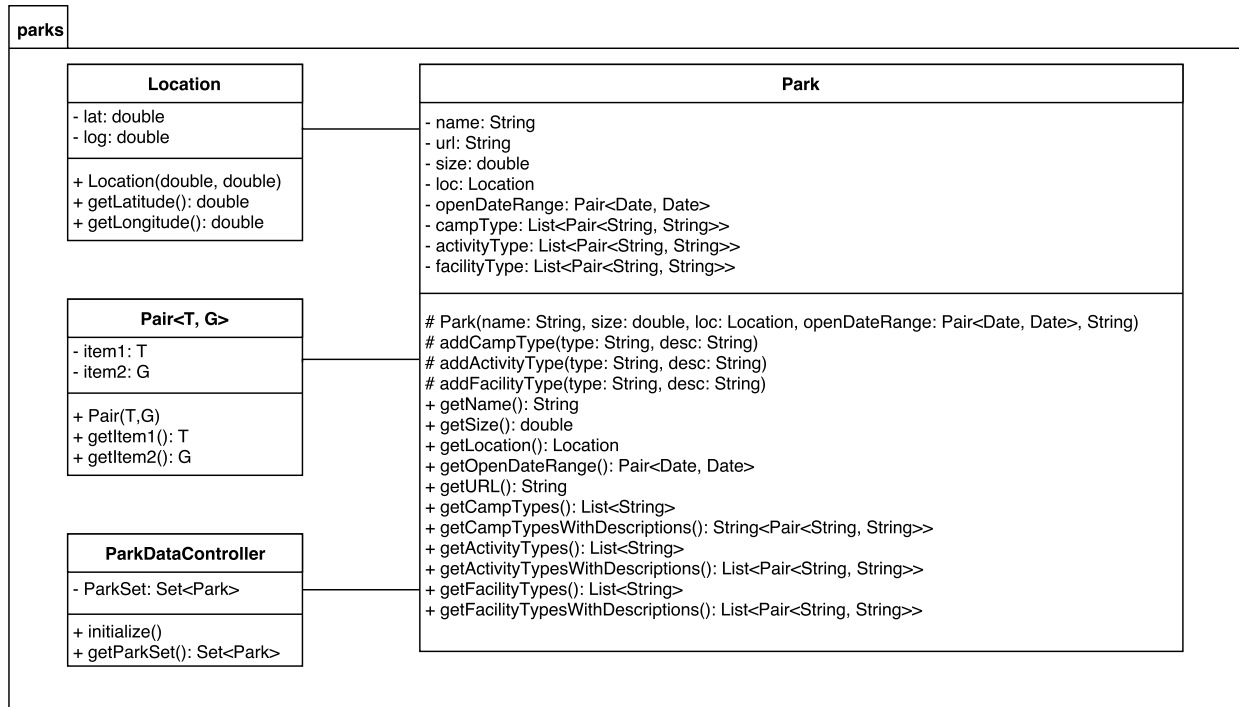 parks
Location
- lat: double
- log: double
+ Location(double, double)
+ getLatitude(): double
+ getLongitude(): double
Pair<T, G>
- item1: T
- item2: G
+ Pair(T,G)
+ getItem1(): T
+ getItem2(): G
ParkDataController
- ParkSet: Set<Park>
+ initialize()
+ getParkSet(): Set<Park>
Park
- name: String
- url: String
- size: double
- loc: Location
- openDateRange: Pair<Date, Date>
- campType: List<Pair<String, String>>
- activityType: List<Pair<String, String>>
- facilityType: List<Pair<String, String>>
# Park(name: String, size: double, loc: Location, openDateRange: Pair<Date, Date>, String)
# addCampType(type: String, desc: String)
# addActivityType(type: String, desc: String)
# addFacilityType(type: String, desc: String)
+ getName(): String
+ getSize(): double
+ getLocation(): Location
+ getOpenDateRange(): Pair<Date, Date>
+ getURL(): String
+ getCampTypes(): List<String>
+ getCampTypesWithDescriptions(): String<Pair<String, String>>
+ getActivityTypes(): List<String>
+ getActivityTypesWithDescriptions(): List<Pair<String, String>>
+ getFacilityTypes(): List<String>
+ getFacilityTypesWithDescriptions(): List<Pair<String, String>>